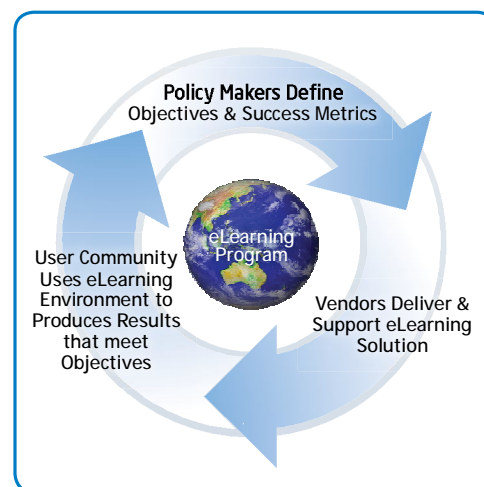 Policy Makers Define
Objectives & Success Metrics
eLearning
Program
User Community
Uses eLearning
Environment to
Produces Results
that meet
Objectives
Vendors Deliver &
Support eLearning
Solution